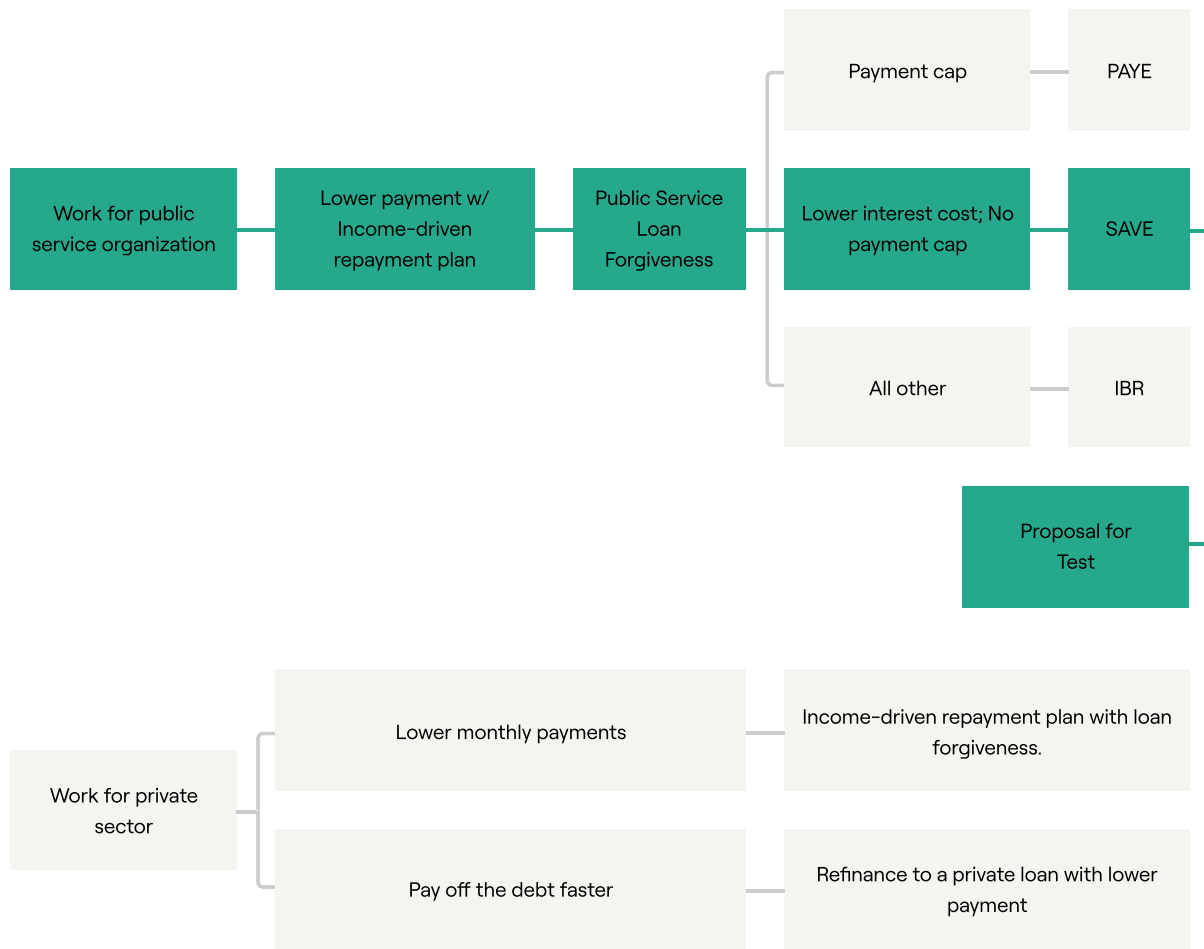 Payment cap
PAYE
Work for public
service organization
Lower payment w/
Income-driven
repayment plan
Public Service
Loan
Forgiveness
Lower interest cost; No
payment cap
SAVE
All other
IBR
Proposal for
Test
Work for private
sector
Lower monthly payments
Income-driven repayment plan with loan
forgiveness.
Pay off the debt faster
Refinance to a private loan with lower
payment